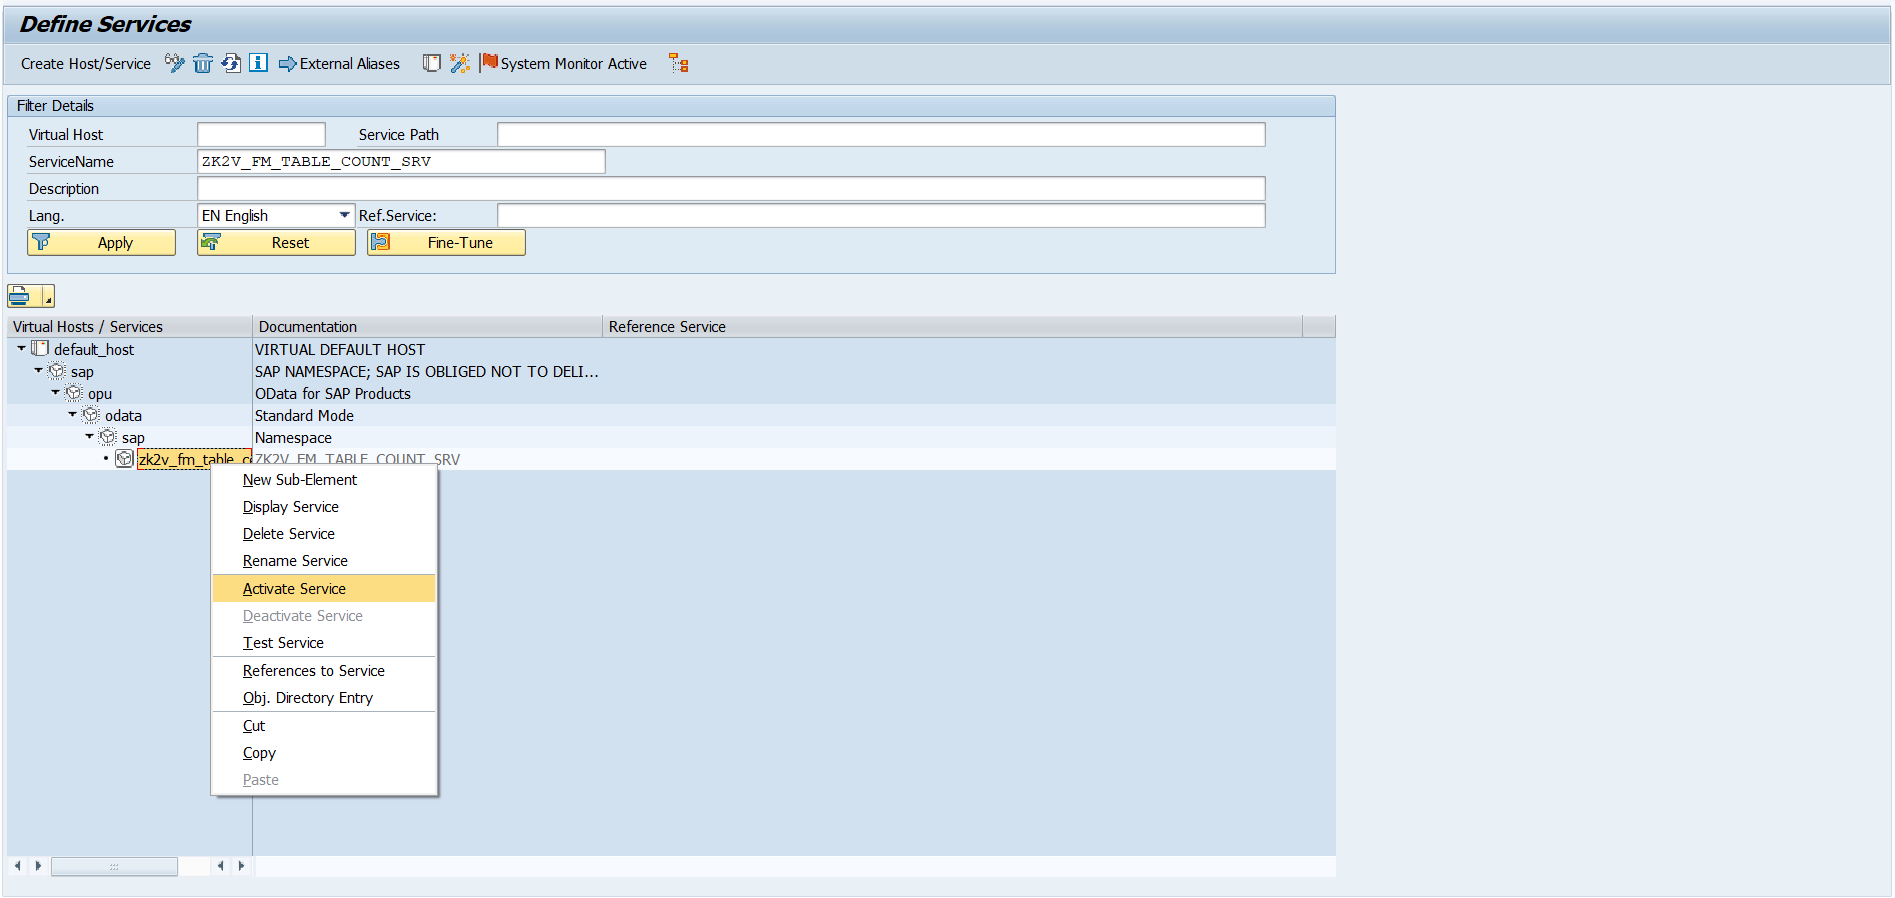 Define Services
Create Host/Service External Aliases System Monitor Active
Filter Details
Virtual Host Service Path
ServiceName ZK2V_FM_TABLE_COUNT_SRV
Description
Lang. EN English Ref.Service:
Apply Reset Fine-Tune
Virtual Hosts / Services Documentation Reference Service
default_host VIRTUAL DEFAULT HOST
sap SAP NAMESPACE; SAP IS OBLIGED NOT TO DELI...
opu OData for SAP Products
odata Standard Mode
sap Namespace
zk2v_fm_table_c ZK2V_FM_TABLE_COUNT_SRV
New Sub-Element
Display Service
Delete Service
Rename Service
Activate Service
Deactivate Service
Test Service
References to Service
Obj. Directory Entry
Cut
Copy
Paste